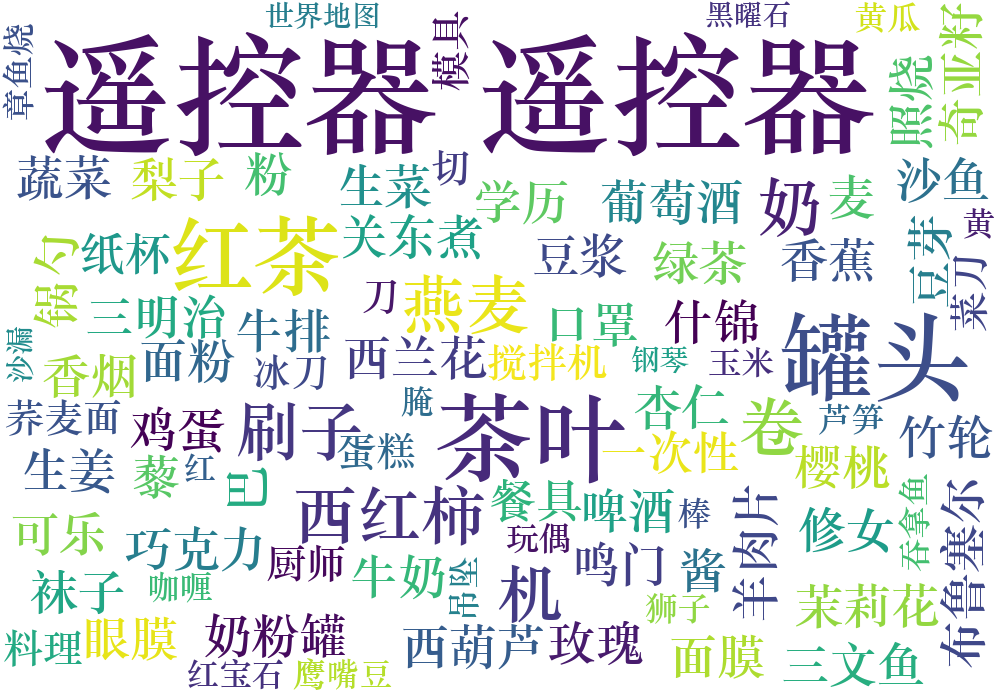 世界地图
黑曜石
黄瓜
章鱼烧
遥控器
模具
遥控器
照烧
奇亚籽
蔬菜
梨子
粉
生菜
切
学历
葡萄酒
奶
麦
沙鱼
黄
锅勺
纸杯
红茶
关东煮
豆浆
绿茶
香蕉
豆芽
菜刀
三明治
牛排
刀
燕麦
口罩
什锦
罐头
沙漏
香烟
面粉
冰刀
西兰花
搅拌机
钢琴
玉米
荞麦面
鸡蛋
刷子
腌
茶叶
杏仁
卷
芦笋
竹轮
生姜
藜
红
蛋糕
一次性
樱桃
巴
西红柿
餐具
啤酒
棒
羊肉片
修女
吞拿鱼
布鲁塞尔
可乐
巧克力
厨师
牛奶
吊坠
玩偶
机
鸣门
酱
袜子
咖喱
狮子
茉莉花
料理
眼膜
奶粉罐
西葫芦
玫瑰
面膜
三文鱼
红宝石
鹰嘴豆